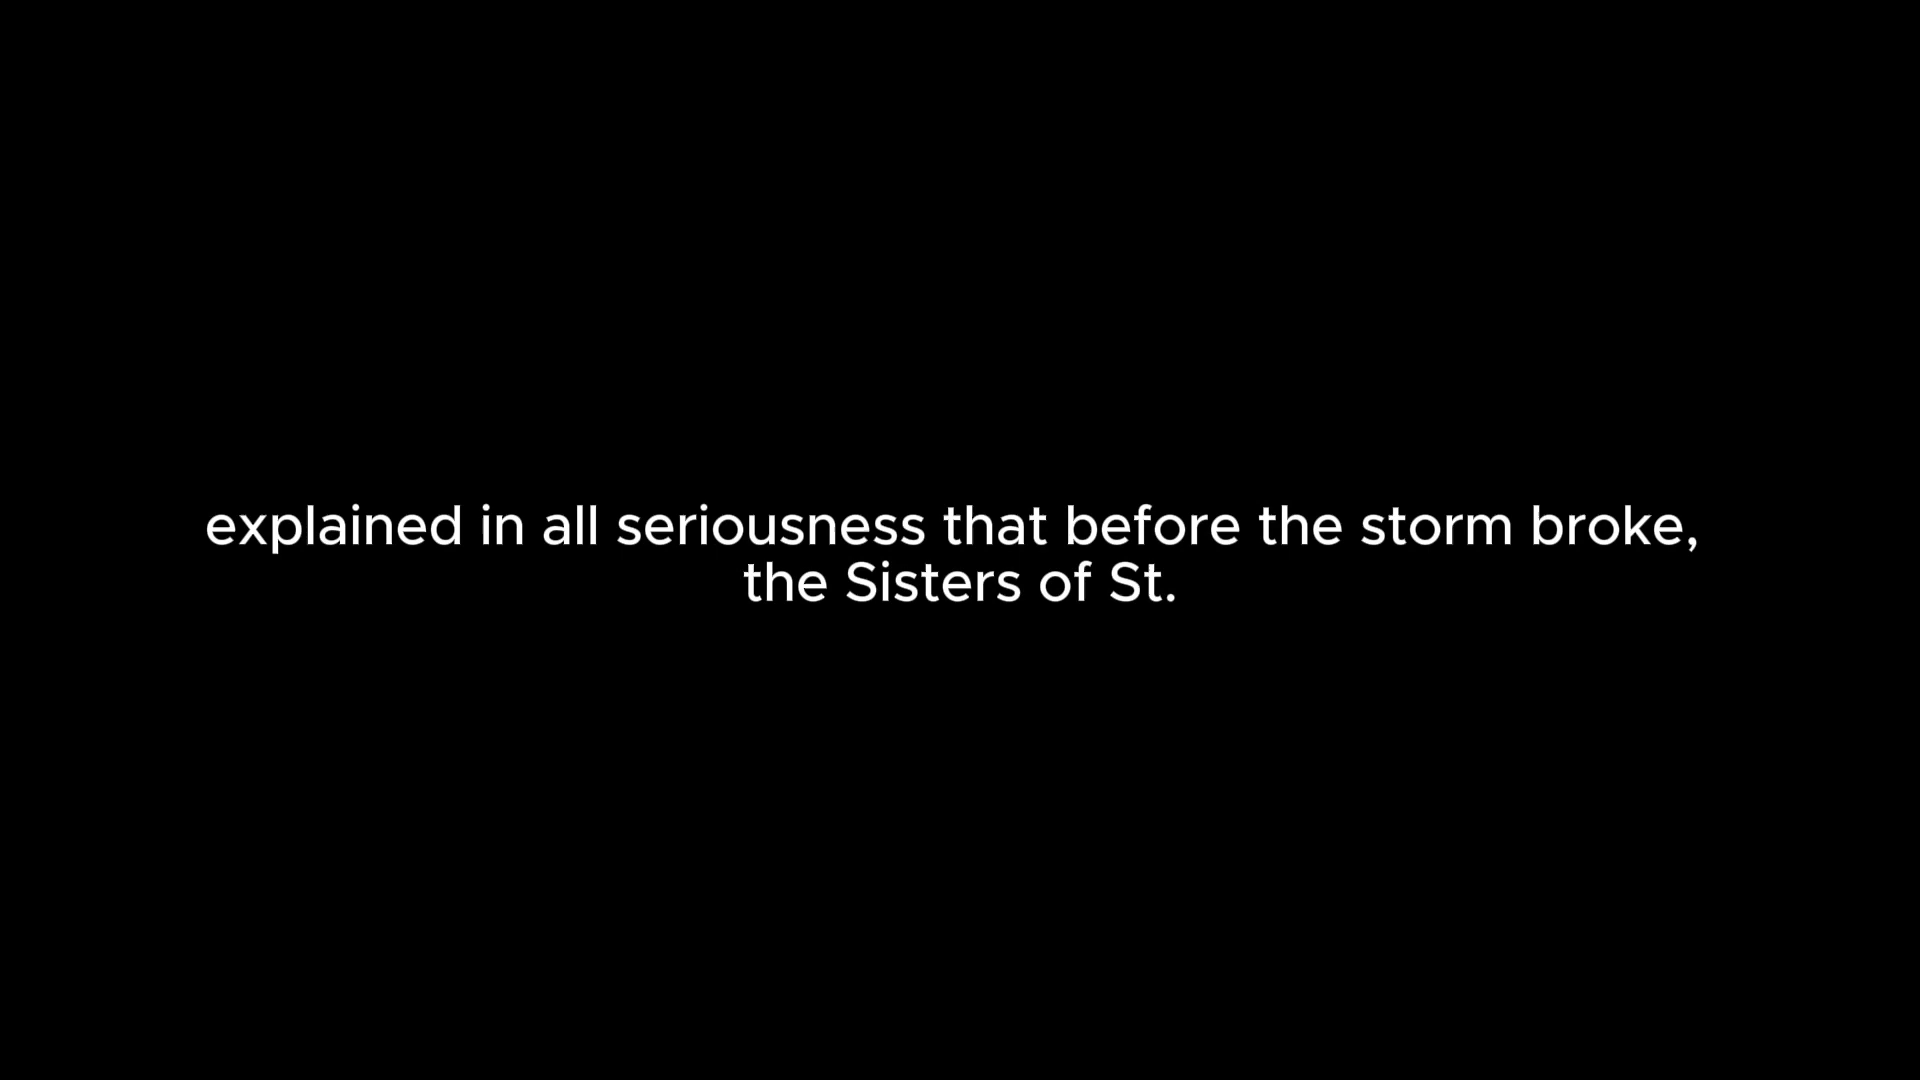 explained in all seriousness that before the storm broke,
the Sisters of St.